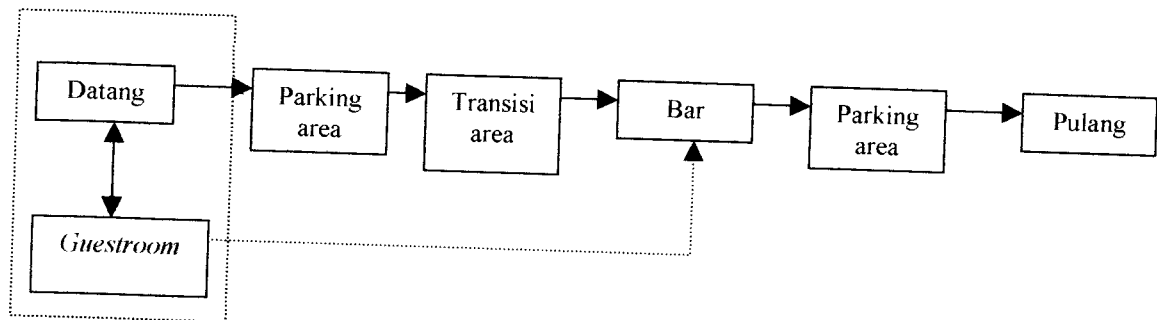 Datang
Parking
area
Transisi
area
Bar
Parking
area
Pulang
Guestroom